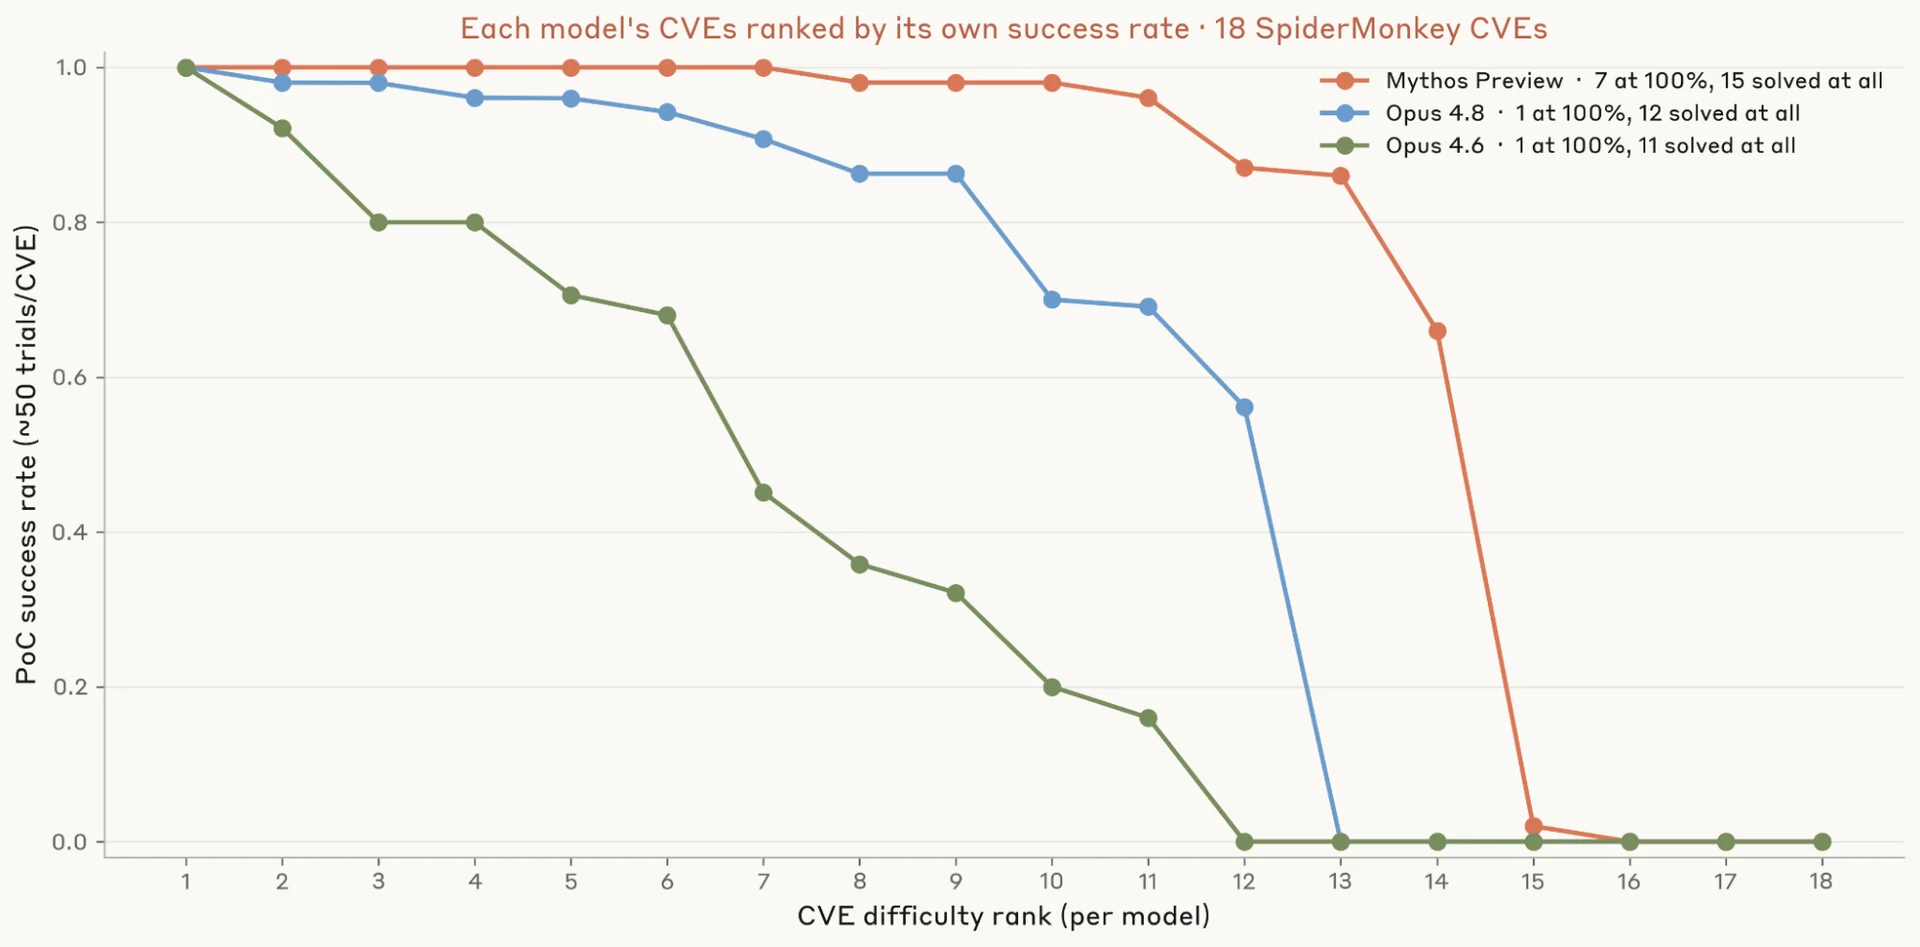 Each model's CVEs ranked by its own success rate · 18 SpiderMonkey CVEs
Mythos Preview · 7 at 100%, 15 solved at all
Opus 4.8 · 1 at 100%, 12 solved at all
Opus 4.6 · 1 at 100%, 11 solved at all
PoC success rate (~50 trials/CVE)
1.0
0.8
0.6
0.4
0.2
0.0
1 2 3 4 5 6 7 8 9 10 11 12 13 14 15 16 17 18
CVE difficulty rank (per model)